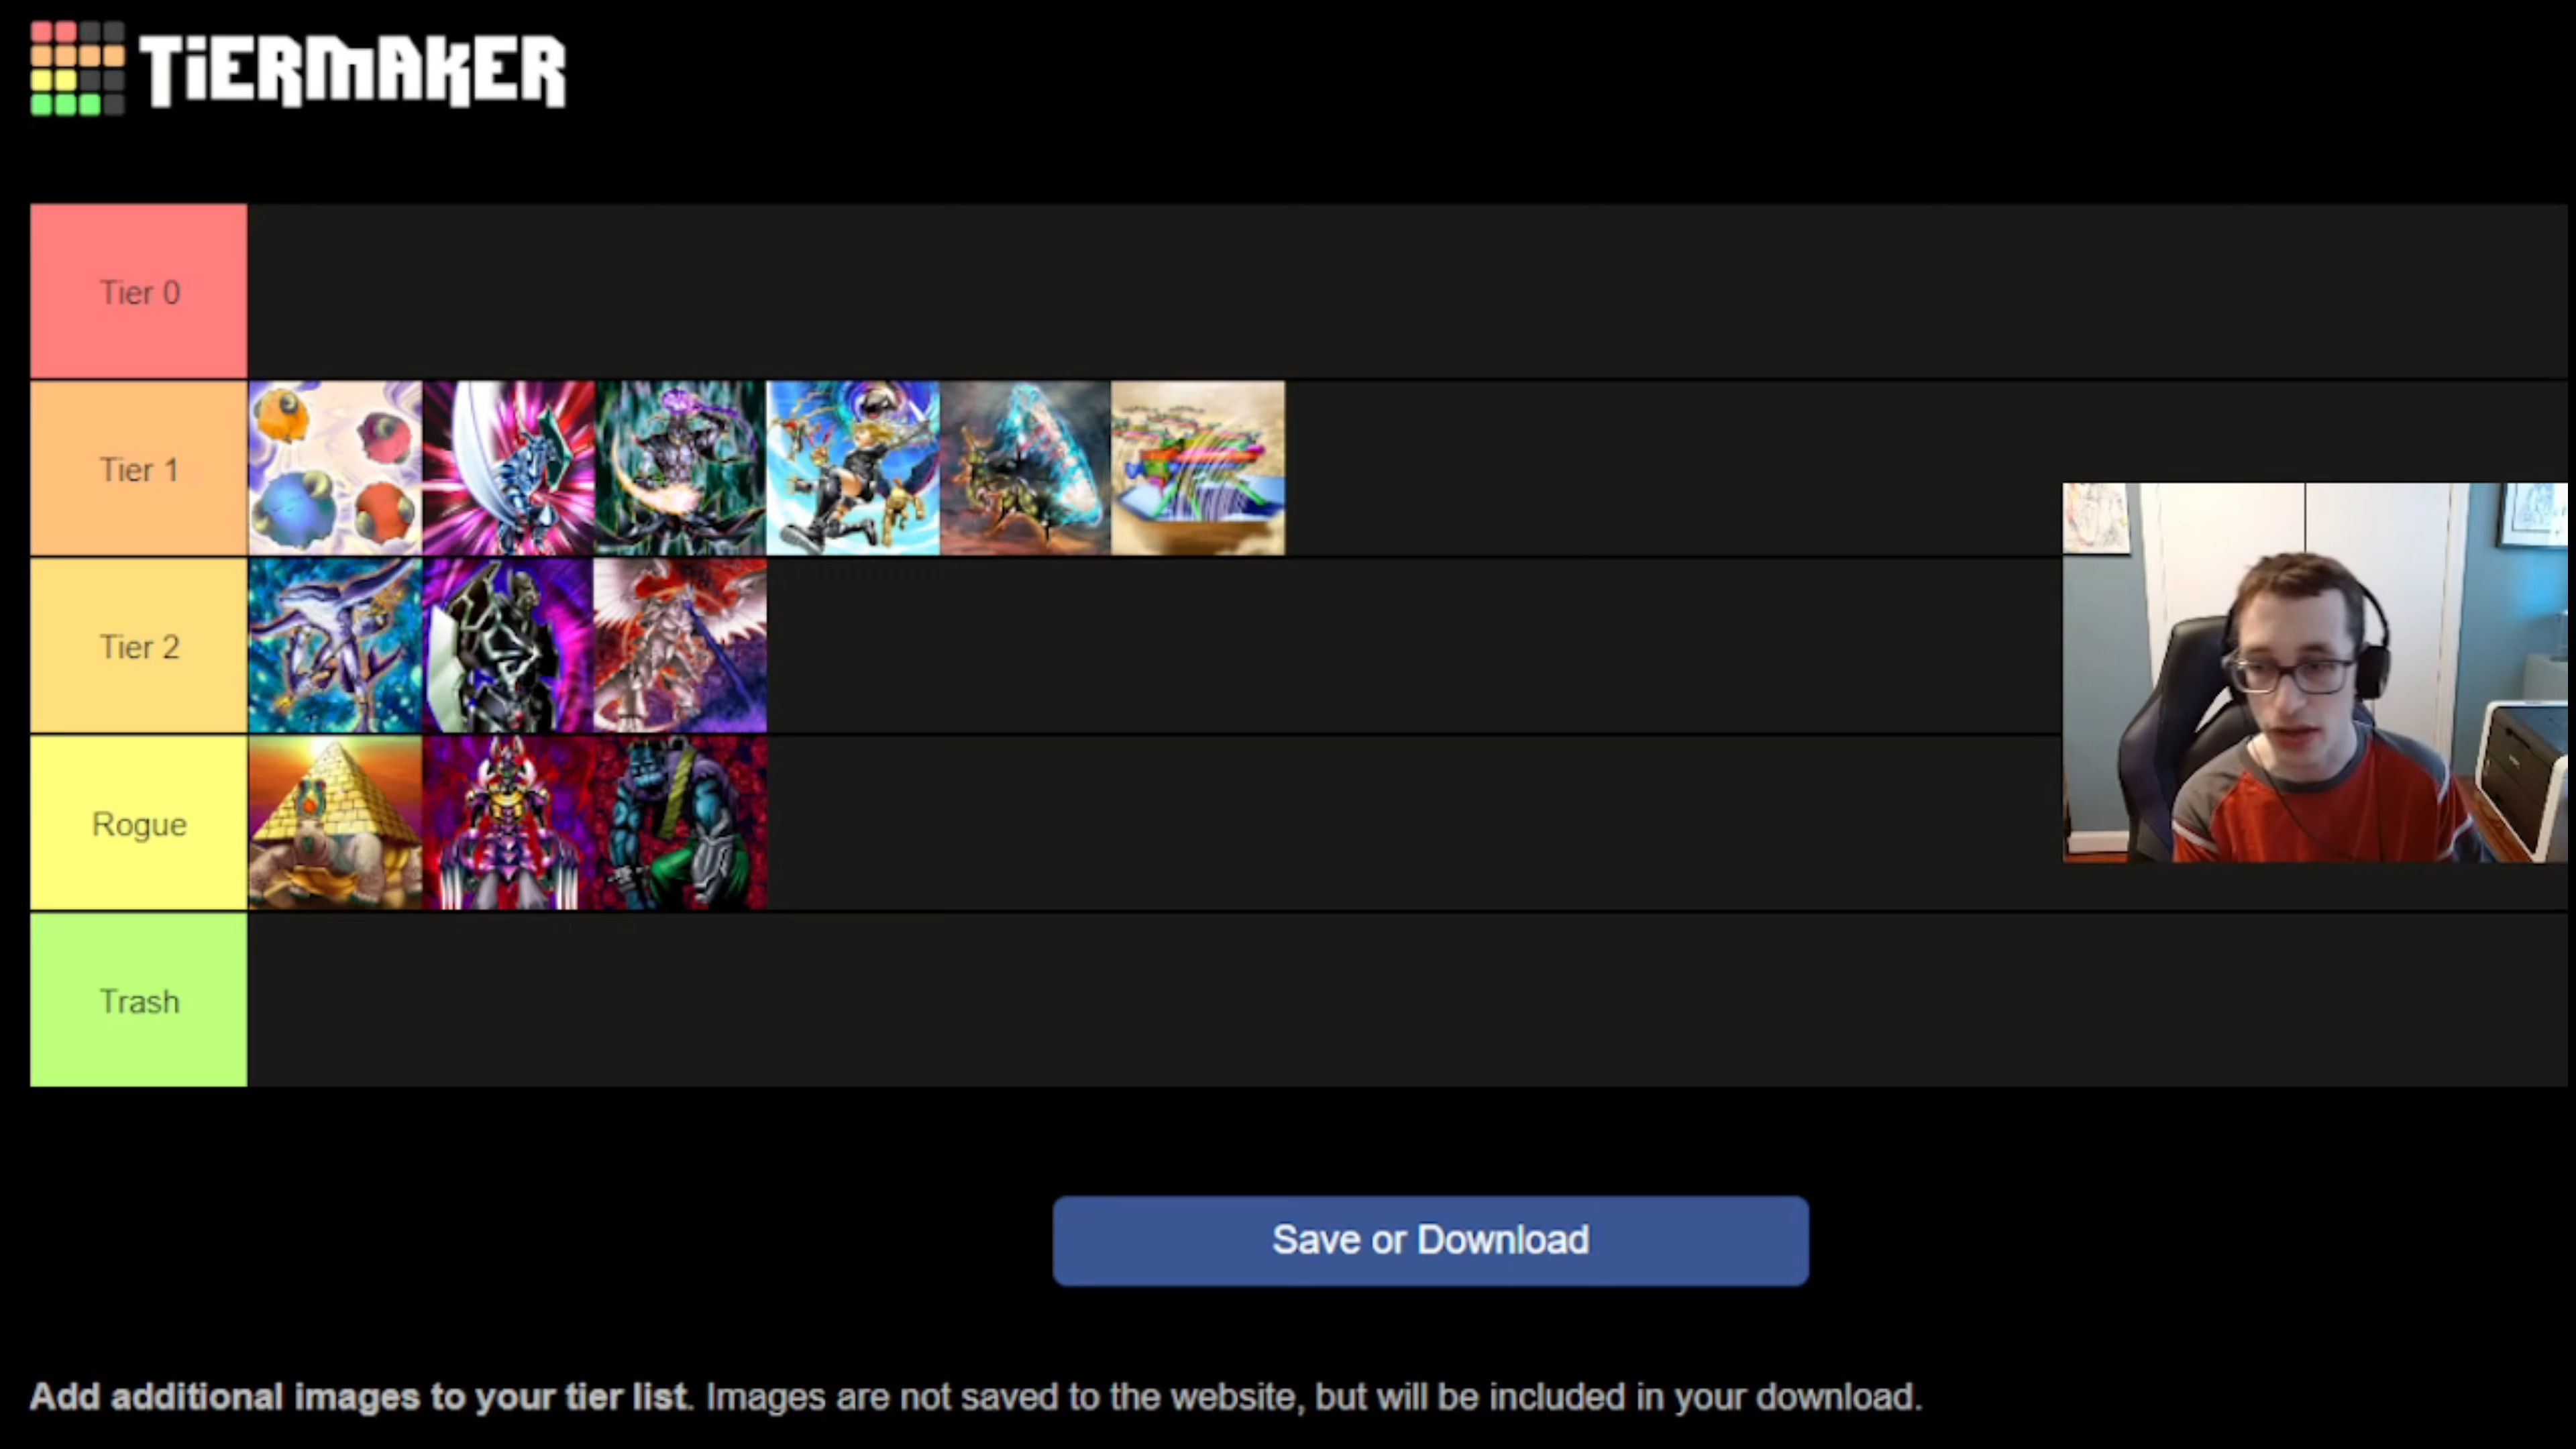 TiERMAKER
Tier 0
Tier 1
Tier 2
Rogue
Trash
Save or Download
Add additional images to your tier list. Images are not saved to the website, but will be included in your download.